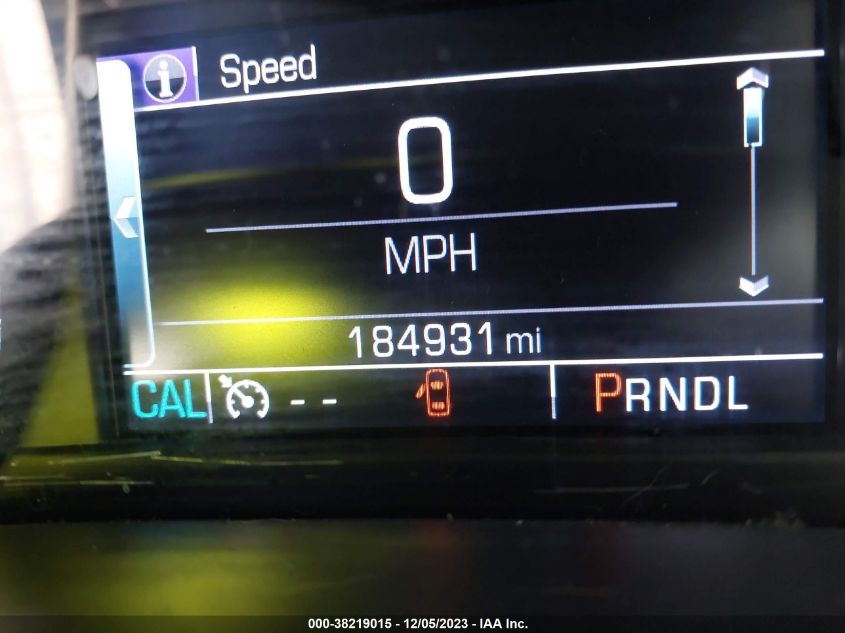 Speed
0
MPH
184931 mi
CAL -- PRNDL
000-38219015 - 12/05/2023 - IAA Inc.